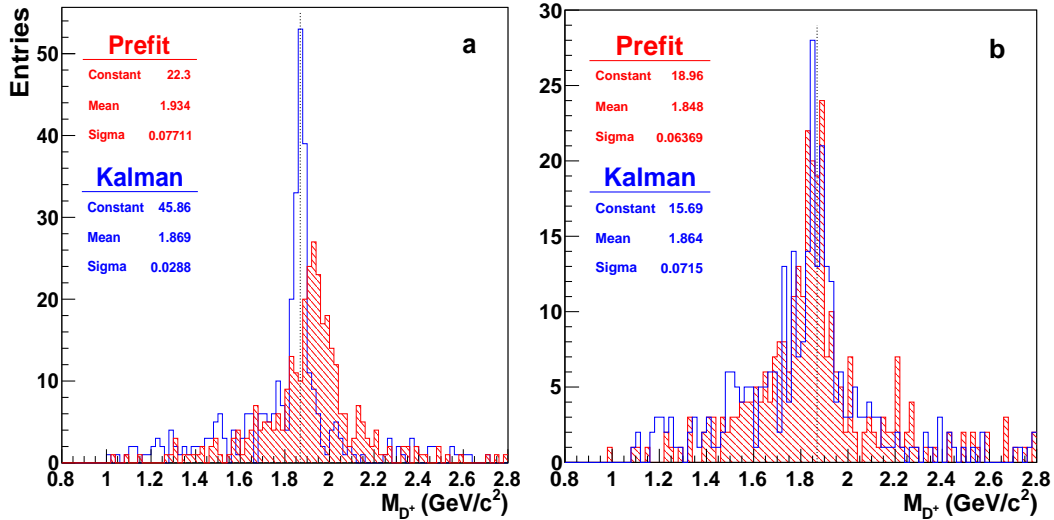 Entries
50
40
30
20
10
0
a
Prefit
Constant 22.3
Mean 1.934
Sigma 0.07711
Kalman
Constant 45.86
Mean 1.869
Sigma 0.0288
0.8 1 1.2 1.4 1.6 1.8 2 2.2 2.4 2.6 2.8
M_D⁺ (GeV/c²)
30
25
20
15
10
5
0
b
Prefit
Constant 18.96
Mean 1.848
Sigma 0.06369
Kalman
Constant 15.69
Mean 1.864
Sigma 0.0715
0.8 1 1.2 1.4 1.6 1.8 2 2.2 2.4 2.6 2.8
M_D⁺ (GeV/c²)